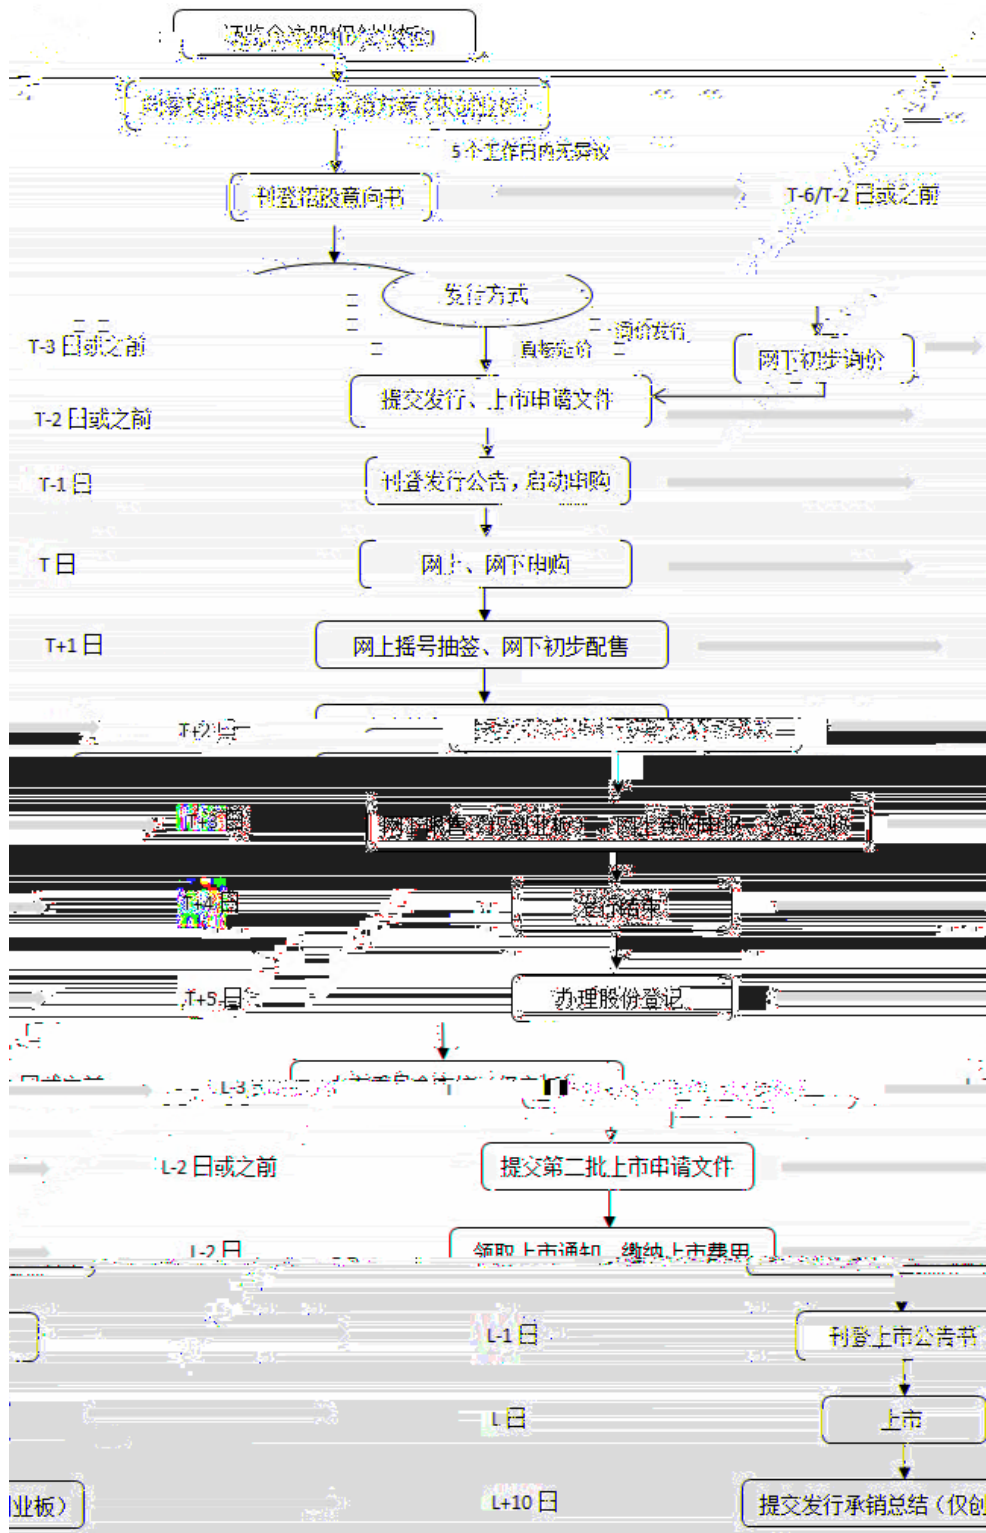 5个工作日内无异议
刊登招股意向书
T-6/T-2 日或之前
发行方式
询价发行
T-3 日或之前
直接定价
网下初步询价
提交发行、上市申请文件
T-2 日或之前
T-1 日
刊登发行公告，启动申购
T 日
网上、网下申购
T+1 日
网上摇号抽签、网下初步配售
T+2 日
T+3 日
T+4 日
发行结束
T+5 日
办理股份登记
L-3
L-2 日或之前
提交第二批上市申请文件
L-2 日
领取上市通知、缴纳上市费用
L-1 日
刊登上市公告书
L 日
上市
业板）
L+10 日
提交发行承销总结（仅创